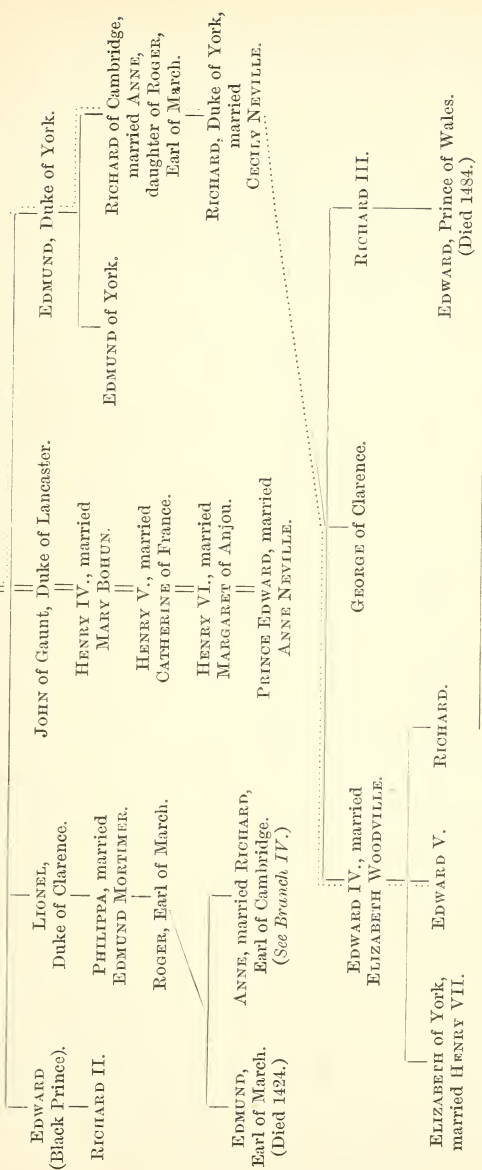 EDWARD
(Black Prince).
RICHARD II.
LIONEL,
Duke of Clarence.
PHILIPPA, married
EDMUND MORTIMER.
ROGER, Earl of March.
EDMUND,
Earl of March.
(Died 1424.)
ANNE, married RICHARD,
Earl of Cambridge.
(See Branch IV.)
JOHN of Gaunt, Duke of Lancaster.
HENRY IV., married
MARY BOHUN.
HENRY V., married
CATHERINE of France.
HENRY VI., married
MARGARET of Anjou.
PRINCE EDWARD, married
ANNE NEVILLE.
EDMUND, Duke of York.
EDMUND of York.
RICHARD of Cambridge,
married ANNE,
daughter of ROGER,
Earl of March.
RICHARD, Duke of York,
married
CECILY NEVILLE.
EDWARD IV., married
ELIZABETH WOODVILLE.
GEORGE of Clarence.
RICHARD III.
ELIZABETH of York,
married HENRY VII.
EDWARD V.
RICHARD.
EDWARD, Prince of Wales.
(Died 1484.)